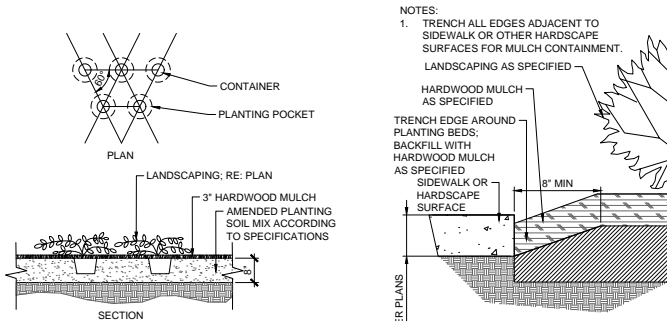 60°
CONTAINER
PLANTING POCKET
PLAN
LANDSCAPING; RE: PLAN
3" HARDWOOD MULCH
AMENDED PLANTING
SOIL MIX ACCORDING
TO SPECIFICATIONS
8"
SECTION
NOTES:
1. TRENCH ALL EDGES ADJACENT TO
SIDEWALK OR OTHER HARDSCAPE
SURFACES FOR MULCH CONTAINMENT.
LANDSCAPING AS SPECIFIED
HARDWOOD MULCH
AS SPECIFIED
TRENCH EDGE AROUND
PLANTING BEDS;
BACKFILL WITH
HARDWOOD MULCH
AS SPECIFIED
SIDEWALK OR
HARDSCAPE
SURFACE
8" MIN
ER PLANS